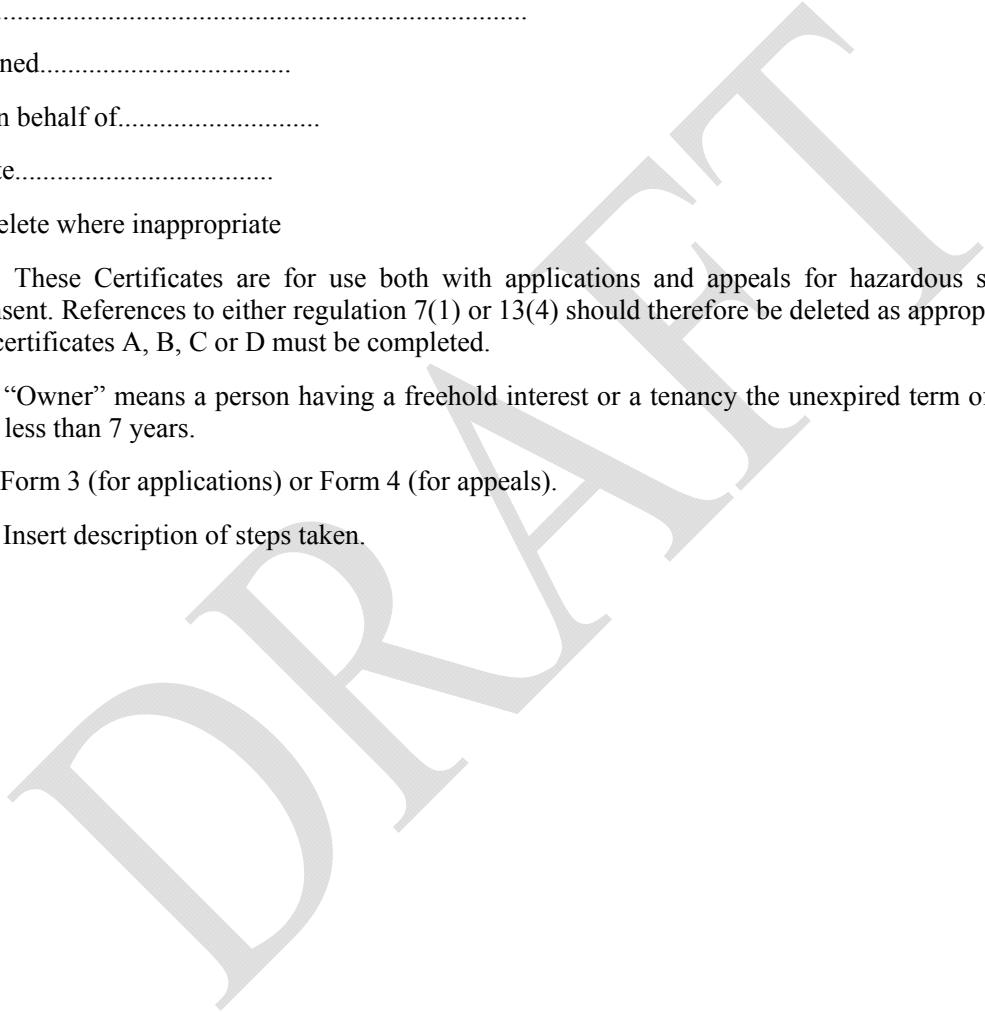 ....................................................................................
ned....................................
n behalf of.............................
te.....................................
elete where inappropriate
These Certificates are for use both with applications and appeals for hazardous s
nsent. References to either regulation 7(1) or 13(4) should therefore be deleted as approp
certificates A, B, C or D must be completed.
“Owner” means a person having a freehold interest or a tenancy the unexpired term of
less than 7 years.
Form 3 (for applications) or Form 4 (for appeals).
Insert description of steps taken.
DRAFT